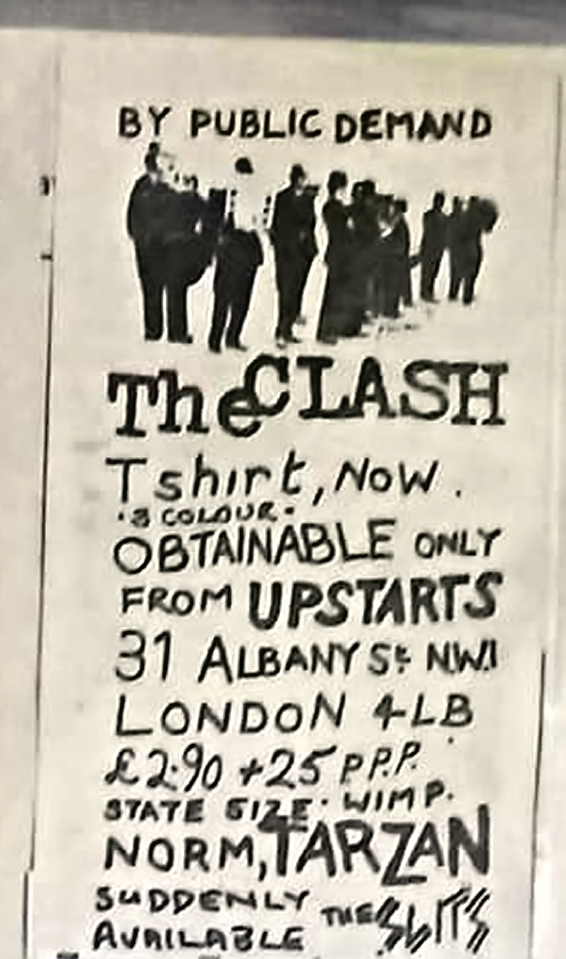 BY PUBLIC DEMAND
The CLASH
Tshirt, NOW.
·3 COLOUR·
OBTAINABLE ONLY
FROM UPSTARTS
31 ALBANY St. NW1
LONDON 4LB
£2·90 +25 P.P.P.
STATE SIZE· WIMP.
NORM, TARZAN
SUDDENLY THE SLITS
AVAILABLE